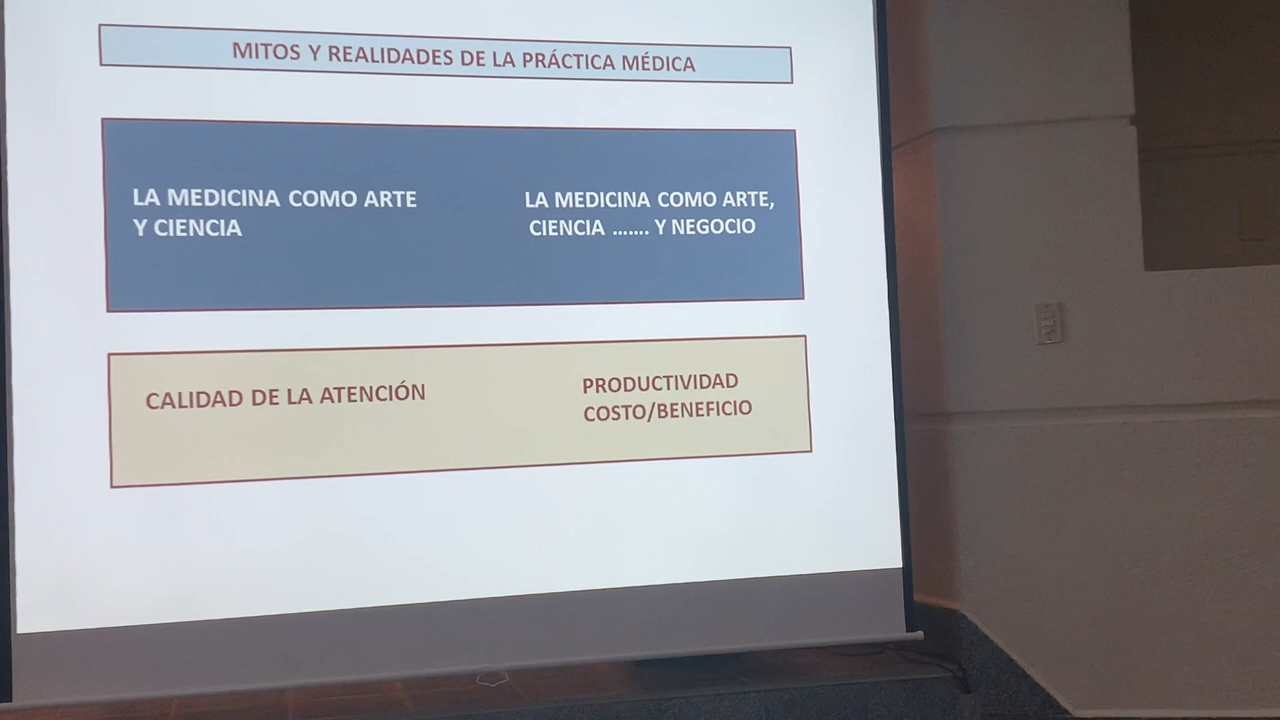 MITOS Y REALIDADES DE LA PRÁCTICA MÉDICA
LA MEDICINA COMO ARTE
Y CIENCIA
LA MEDICINA COMO ARTE,
CIENCIA ....... Y NEGOCIO
CALIDAD DE LA ATENCIÓN
PRODUCTIVIDAD
COSTO/BENEFICIO